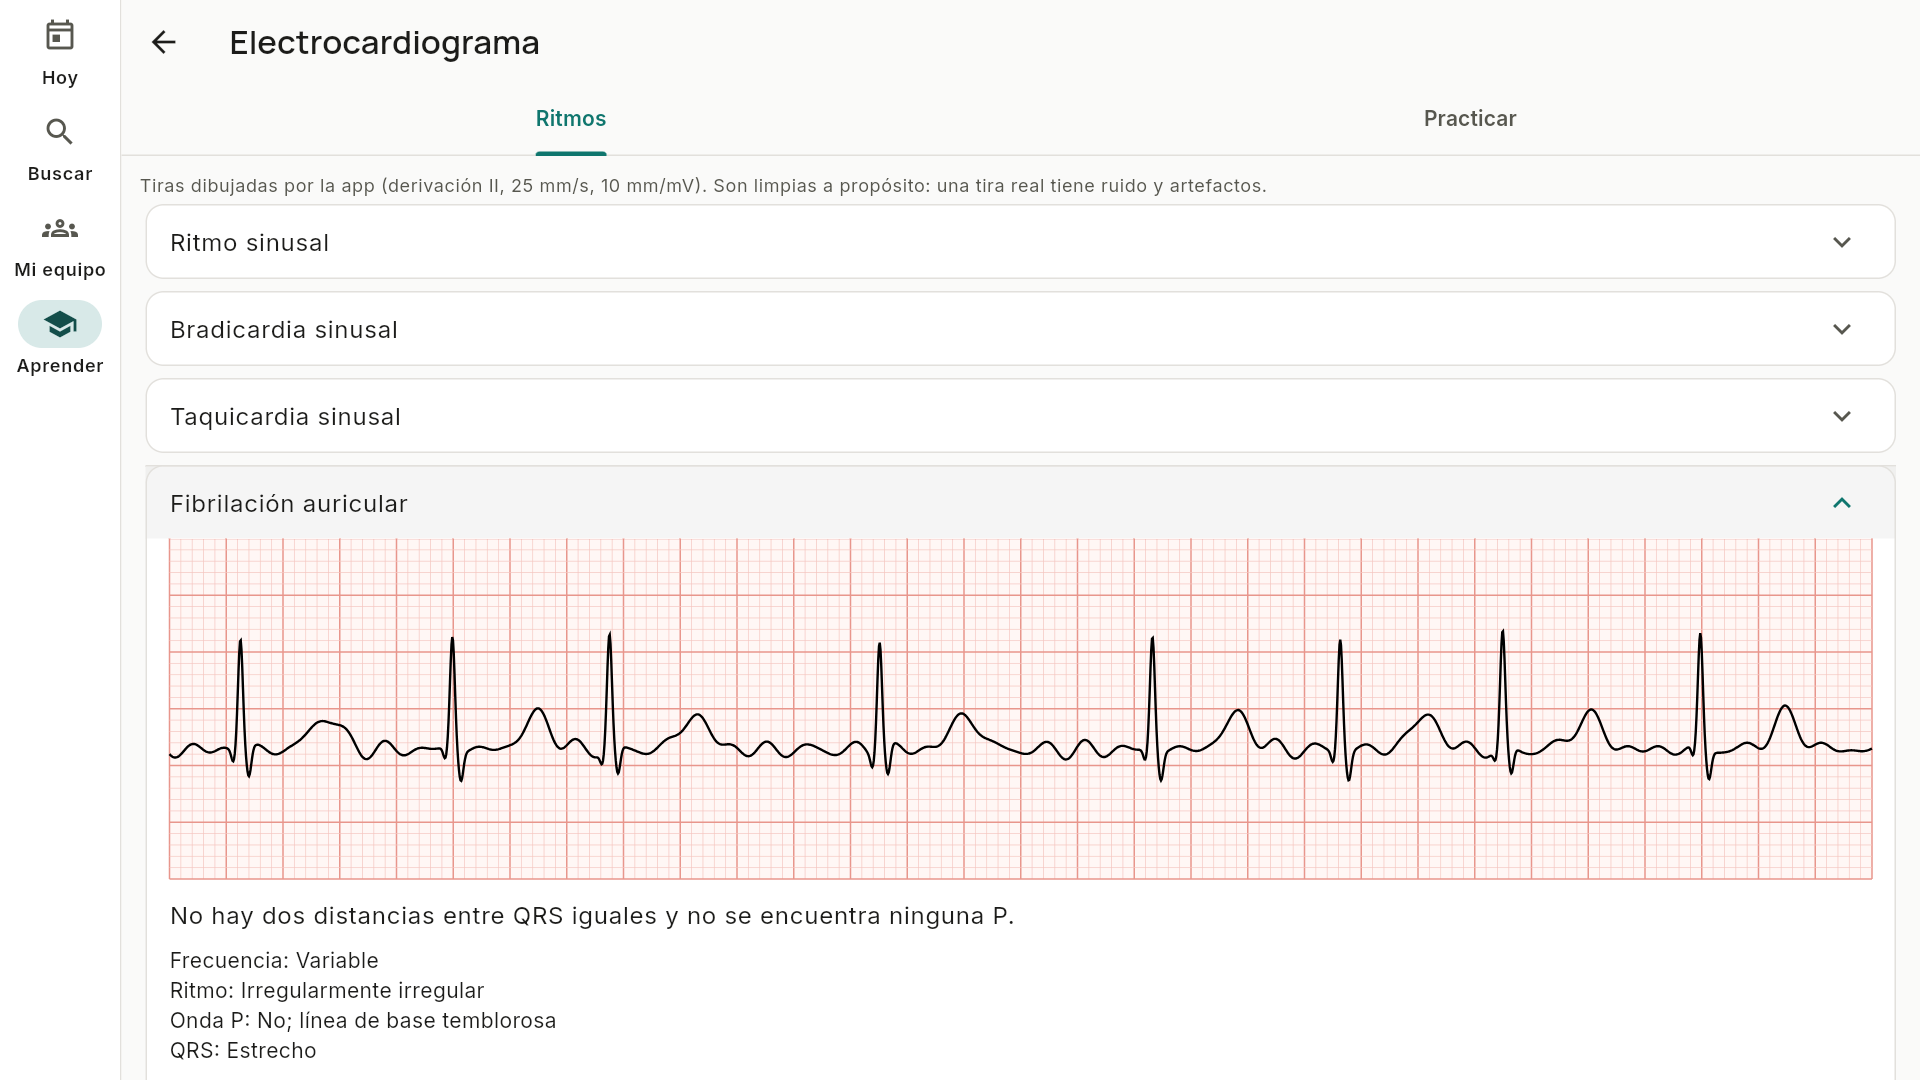 Hoy
Buscar
Mi equipo
Aprender
Electrocardiograma
Ritmos
Practicar
Tiras dibujadas por la app (derivación II, 25 mm/s, 10 mm/mV). Son limpias a propósito: una tira real tiene ruido y artefactos.
Ritmo sinusal
Bradicardia sinusal
Taquicardia sinusal
Fibrilación auricular
No hay dos distancias entre QRS iguales y no se encuentra ninguna P.
Frecuencia: Variable
Ritmo: Irregularmente irregular
Onda P: No; línea de base temblorosa
QRS: Estrecho